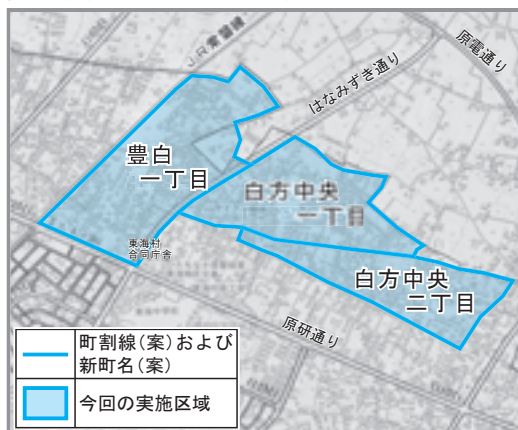 JR常磐線
原電通り
はなみずき通り
豊白
一丁目
白方中央
一丁目
東海村
合同庁舎
白方中央
二丁目
原研通り
町割線(案)および
新町名(案)
今回の実施区域